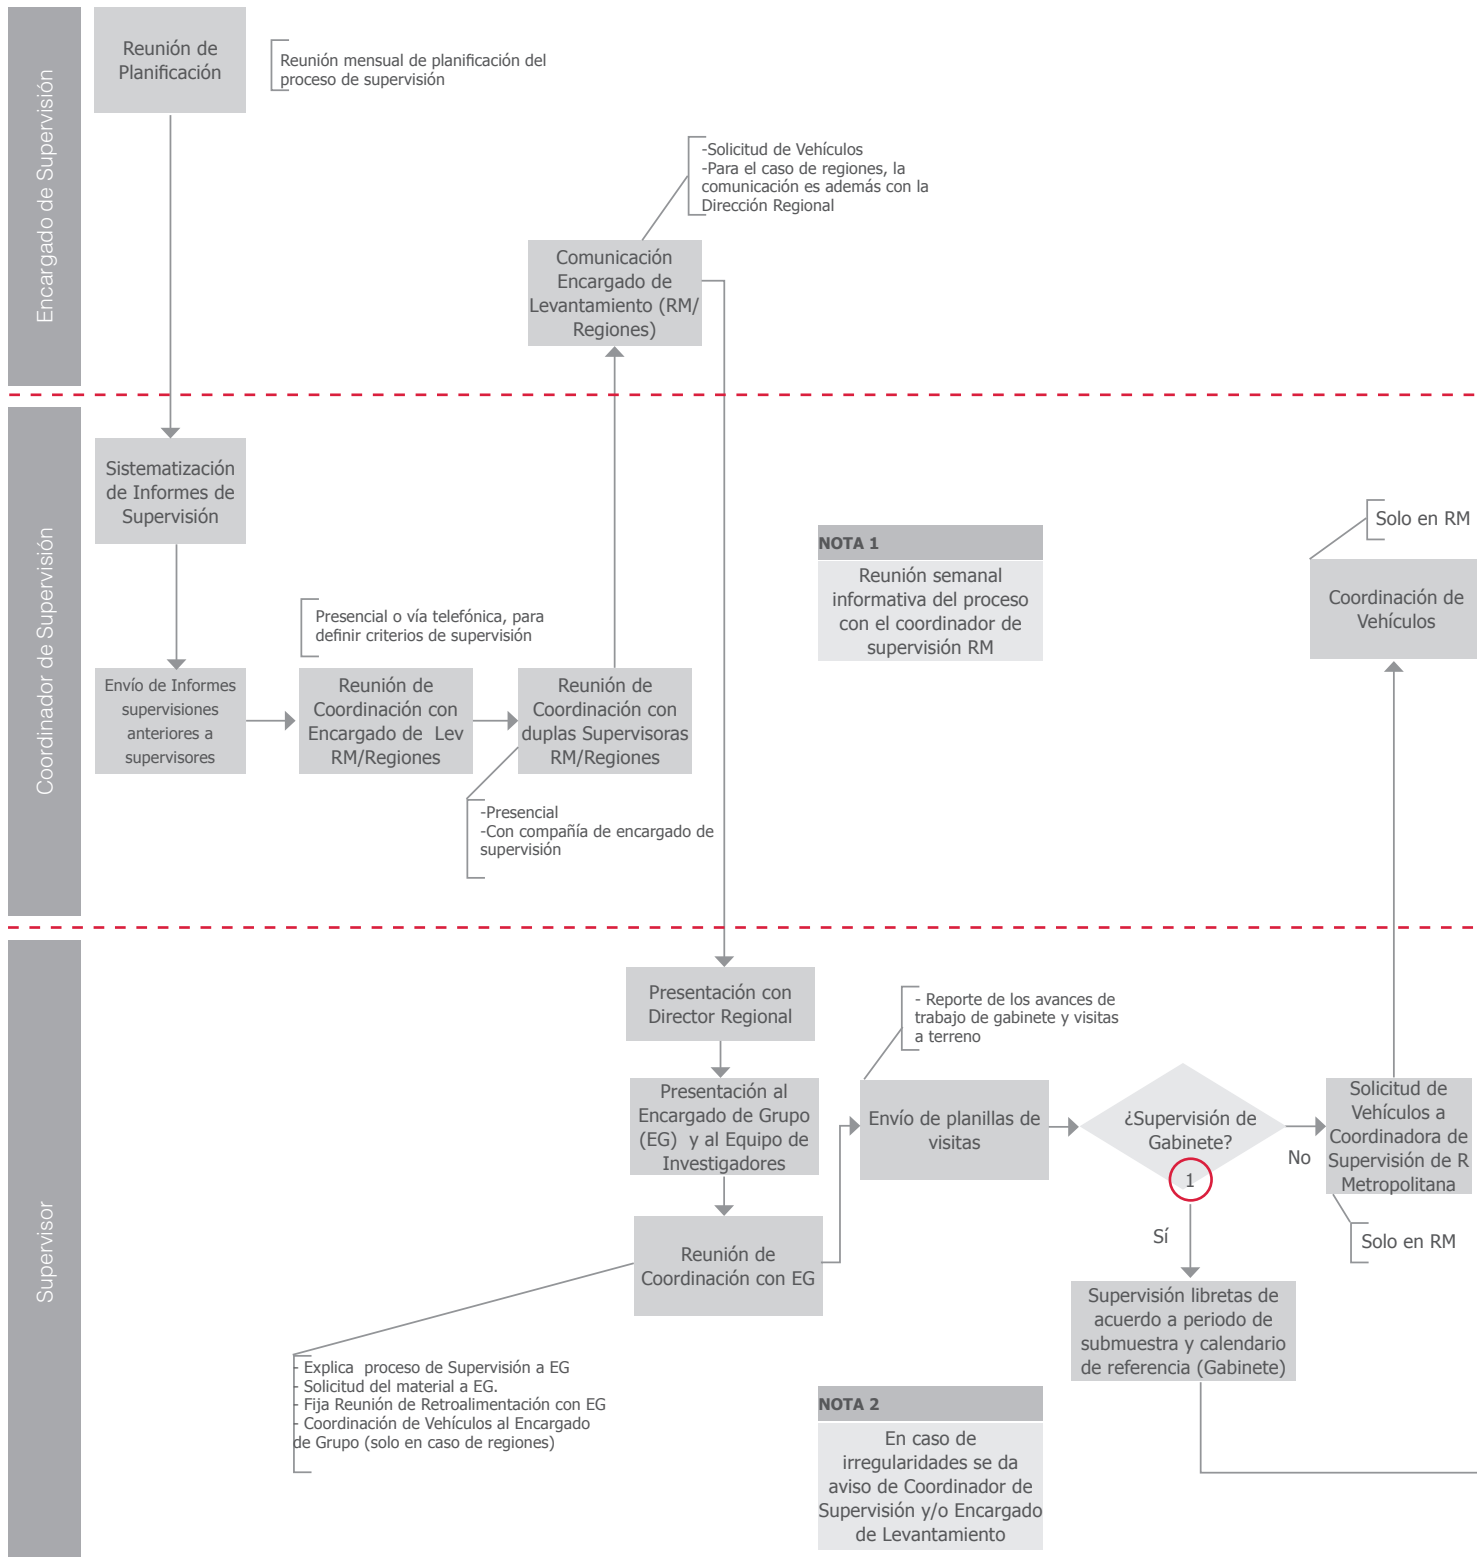 Encargado de Supervisión
Reunión de
Planificación
Reunión mensual de planificación del
proceso de supervisión
-Solicitud de Vehículos
-Para el caso de regiones, la
comunicación es además con la
Dirección Regional
Comunicación
Encargado de
Levantamiento (RM/
Regiones)
Coordinador de Supervisión
Sistematización
de Informes de
Supervisión
Envío de Informes
supervisiones
anteriores a
supervisores
Presencial o vía telefónica, para
definir criterios de supervisión
Reunión de
Coordinación con
Encargado de Lev
RM/Regiones
Reunión de
Coordinación con
duplas Supervisoras
RM/Regiones
-Presencial
-Con compañía de encargado de
supervisión
NOTA 1
Reunión semanal
informativa del proceso
con el coordinador de
supervisión RM
Solo en RM
Coordinación de
Vehículos
Supervisor
Presentación con
Director Regional
Presentación al
Encargado de Grupo
(EG) y al Equipo de
Investigadores
Reunión de
Coordinación con EG
- Explica proceso de Supervisión a EG
- Solicitud del material a EG.
- Fija Reunión de Retroalimentación con EG
- Coordinación de Vehículos al Encargado
de Grupo (solo en caso de regiones)
- Reporte de los avances de
trabajo de gabinete y visitas
a terreno
Envío de planillas de
visitas
¿Supervisión de
Gabinete?
1
No
Sí
Solicitud de
Vehículos a
Coordinadora de
Supervisión de R
Metropolitana
Solo en RM
Supervisión libretas de
acuerdo a periodo de
submuestra y calendario
de referencia (Gabinete)
NOTA 2
En caso de
irregularidades se da
aviso de Coordinador de
Supervisión y/o Encargado
de Levantamiento